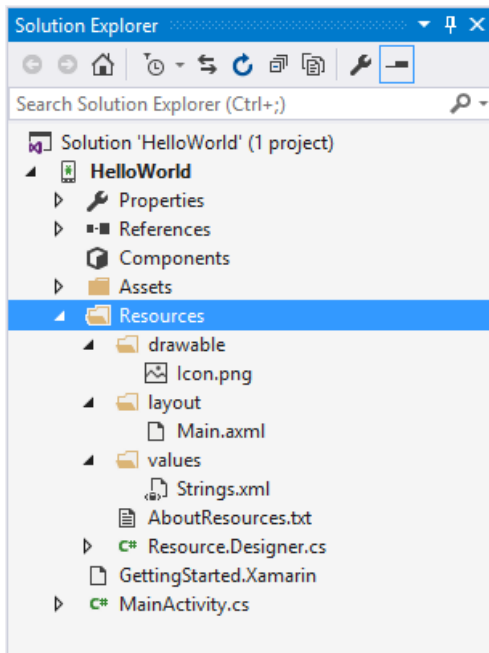 Solution Explorer
Search Solution Explorer (Ctrl+;)
Solution 'HelloWorld' (1 project)
HelloWorld
Properties
References
Components
Assets
Resources
drawable
Icon.png
layout
Main.axml
values
Strings.xml
AboutResources.txt
C# Resource.Designer.cs
GettingStarted.Xamarin
C# MainActivity.cs